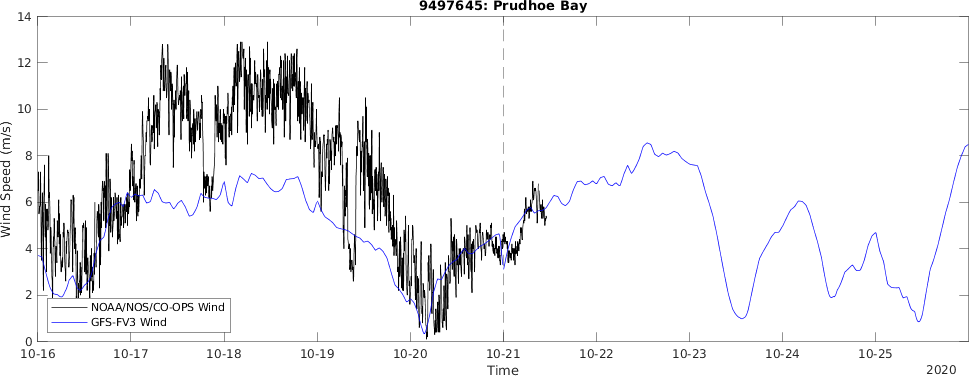 9497645: Prudhoe Bay
14
12
10
8
6
4
2
0
Wind Speed (m/s)
NOAA/NOS/CO-OPS Wind
GFS-FV3 Wind
10-16 10-17 10-18 10-19 10-20 10-21 10-22 10-23 10-24 10-25
Time
2020